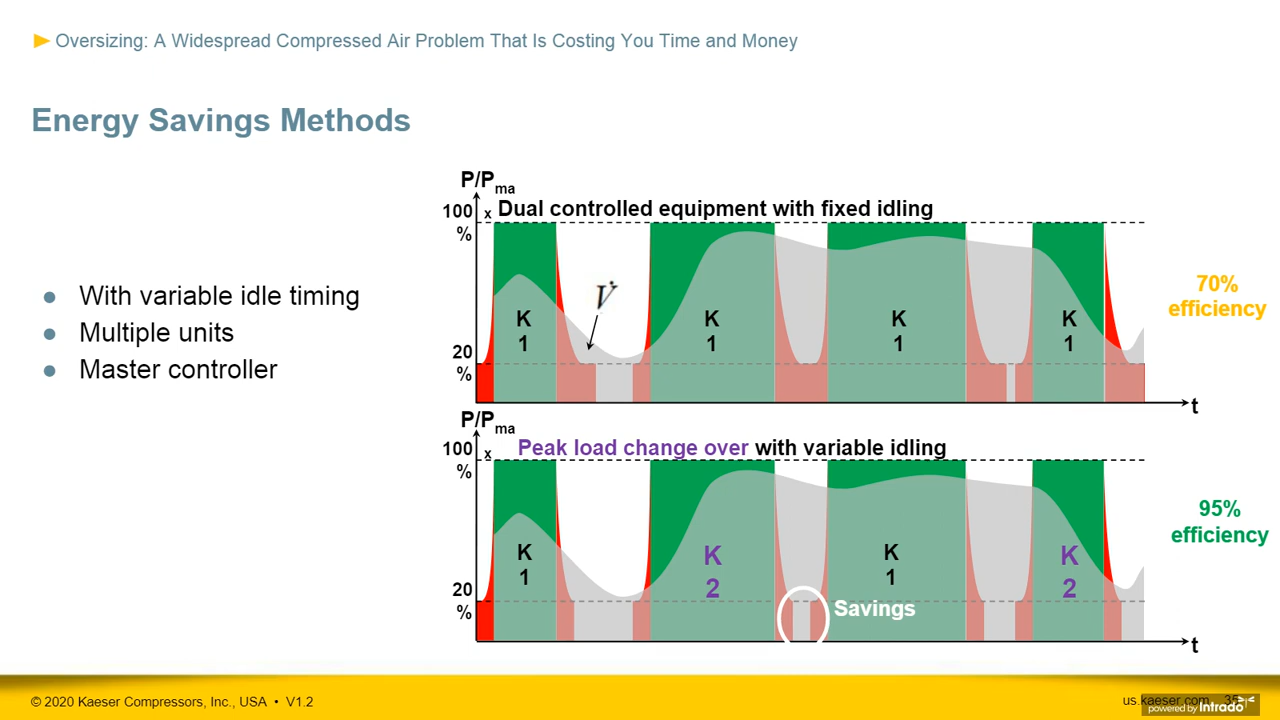 Oversizing: A Widespread Compressed Air Problem That Is Costing You Time and Money
Energy Savings Methods
With variable idle timing
Multiple units
Master controller
P/Pma
x
100
%
Dual controlled equipment with fixed idling
V̇
K
1
K
1
K
1
K
1
20
%
t
70%
efficiency
P/Pma
x
100
%
Peak load change over with variable idling
K
1
K
2
K
1
K
2
20
%
Savings
t
95%
efficiency
© 2020 Kaeser Compressors, Inc., USA • V1.2
us.kaeser.com
powered by Intrado